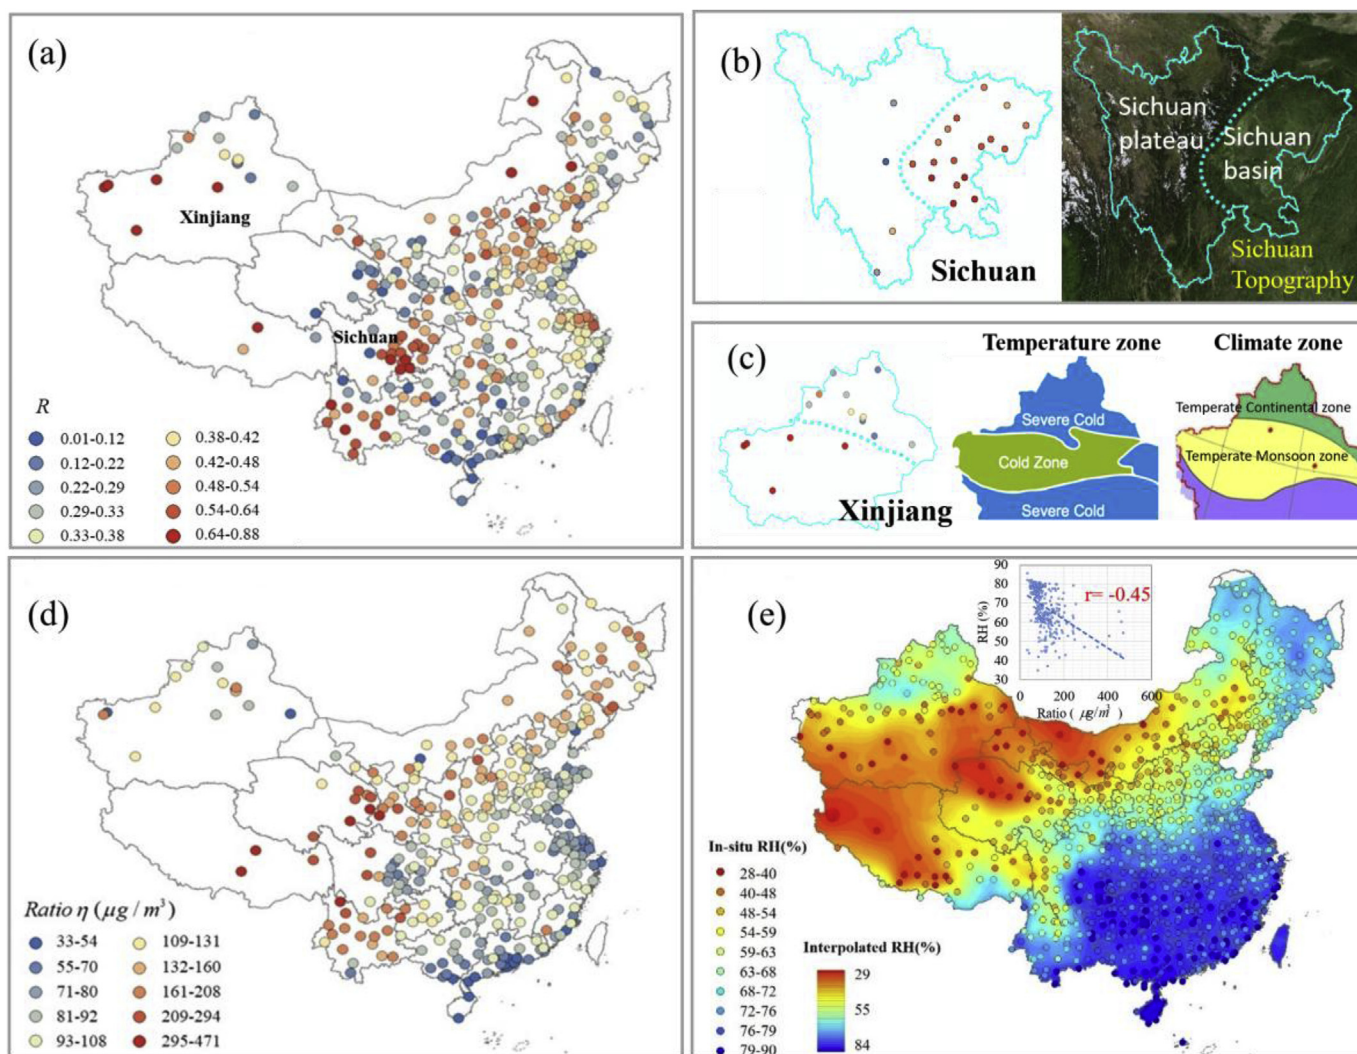 (a)
Xinjiang
Sichuan
R
0.01-0.12
0.12-0.22
0.22-0.29
0.29-0.33
0.33-0.38
0.38-0.42
0.42-0.48
0.48-0.54
0.54-0.64
0.64-0.88
(b)
Sichuan
Sichuan
plateau
Sichuan
basin
Sichuan
Topography
(c)
Xinjiang
Temperature zone
Severe Cold
Cold Zone
Severe Cold
Climate zone
Temperate Continental zone
Temperate Monsoon zone
(d)
Ratio η (μg / m³)
33-54
55-70
71-80
81-92
93-108
109-131
132-160
161-208
209-294
295-471
(e)
90
80
70
60
50
40
30
RH (%)
r= -0.45
0 200 400 600
Ratio ( μg/m³ )
In-situ RH(%)
28-40
40-48
48-54
54-59
59-63
63-68
68-72
72-76
76-79
79-90
Interpolated RH(%)
29
55
84